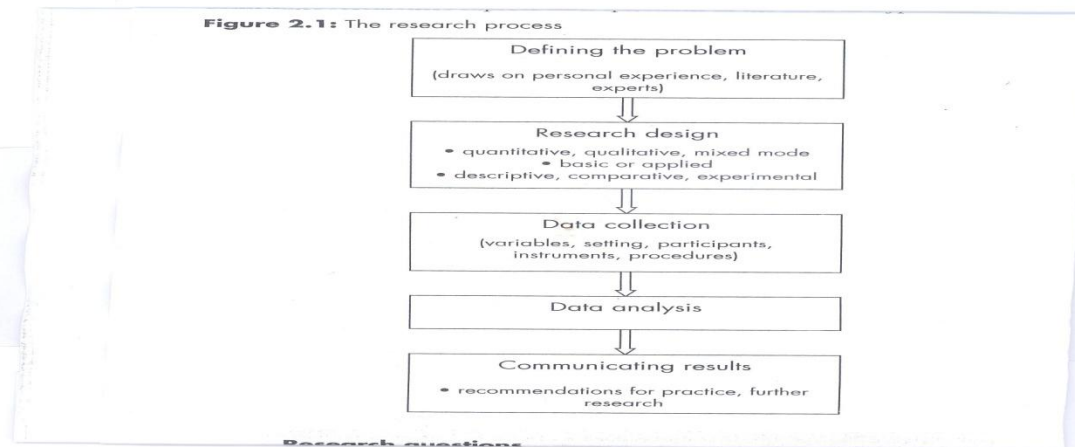 Figure 2.1: The research process
Defining the problem
(draws on personal experience, literature,
experts)
Research design
• quantitative, qualitative, mixed mode
• basic or applied
• descriptive, comparative, experimental
Data collection
(variables, setting, participants,
instruments, procedures)
Data analysis
Communicating results
• recommendations for practice, further
research
Research questions